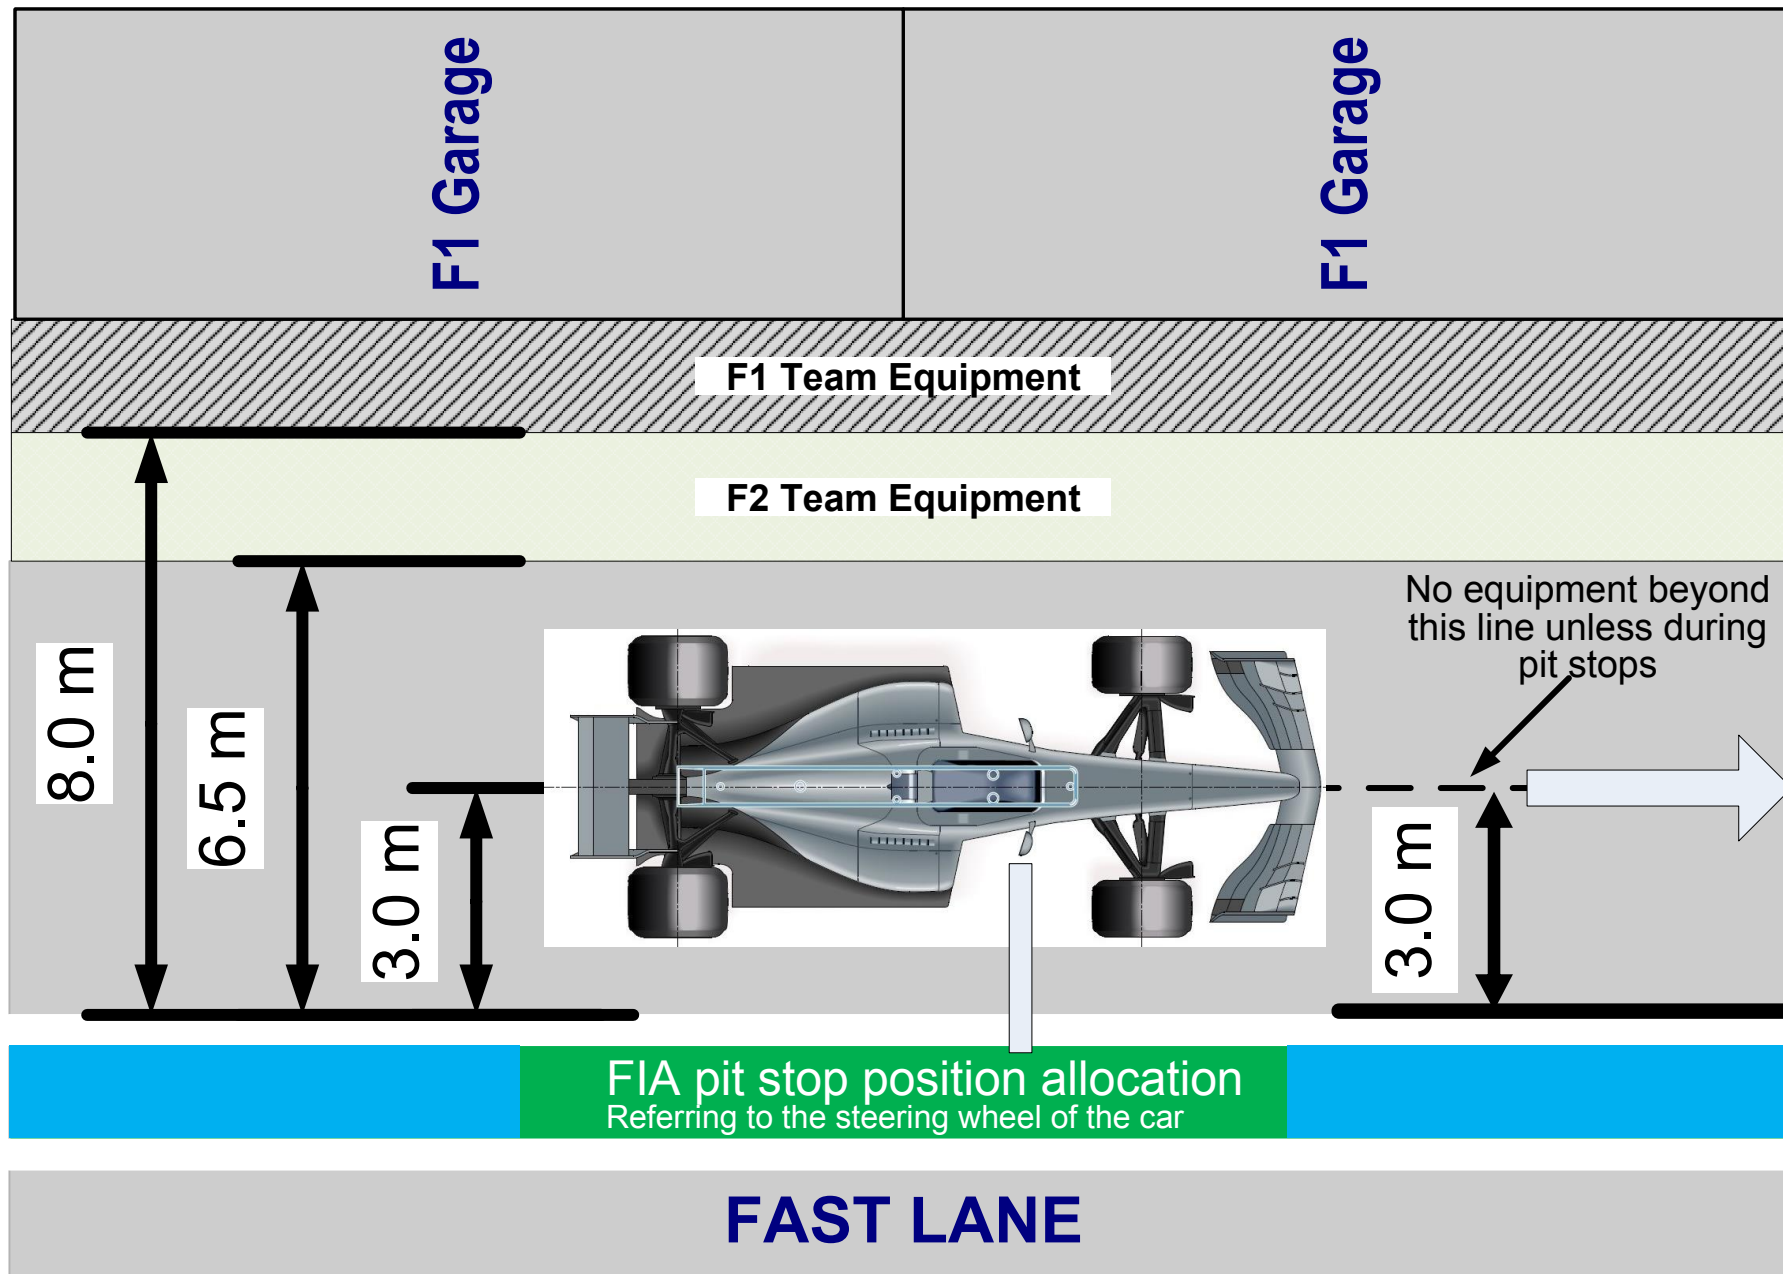 F1 Garage
F1 Garage
F1 Team Equipment
F2 Team Equipment
No equipment beyond
this line unless during
pit stops
8.0 m
6.5 m
3.0 m
3.0 m
FIA pit stop position allocation
Referring to the steering wheel of the car
FAST LANE